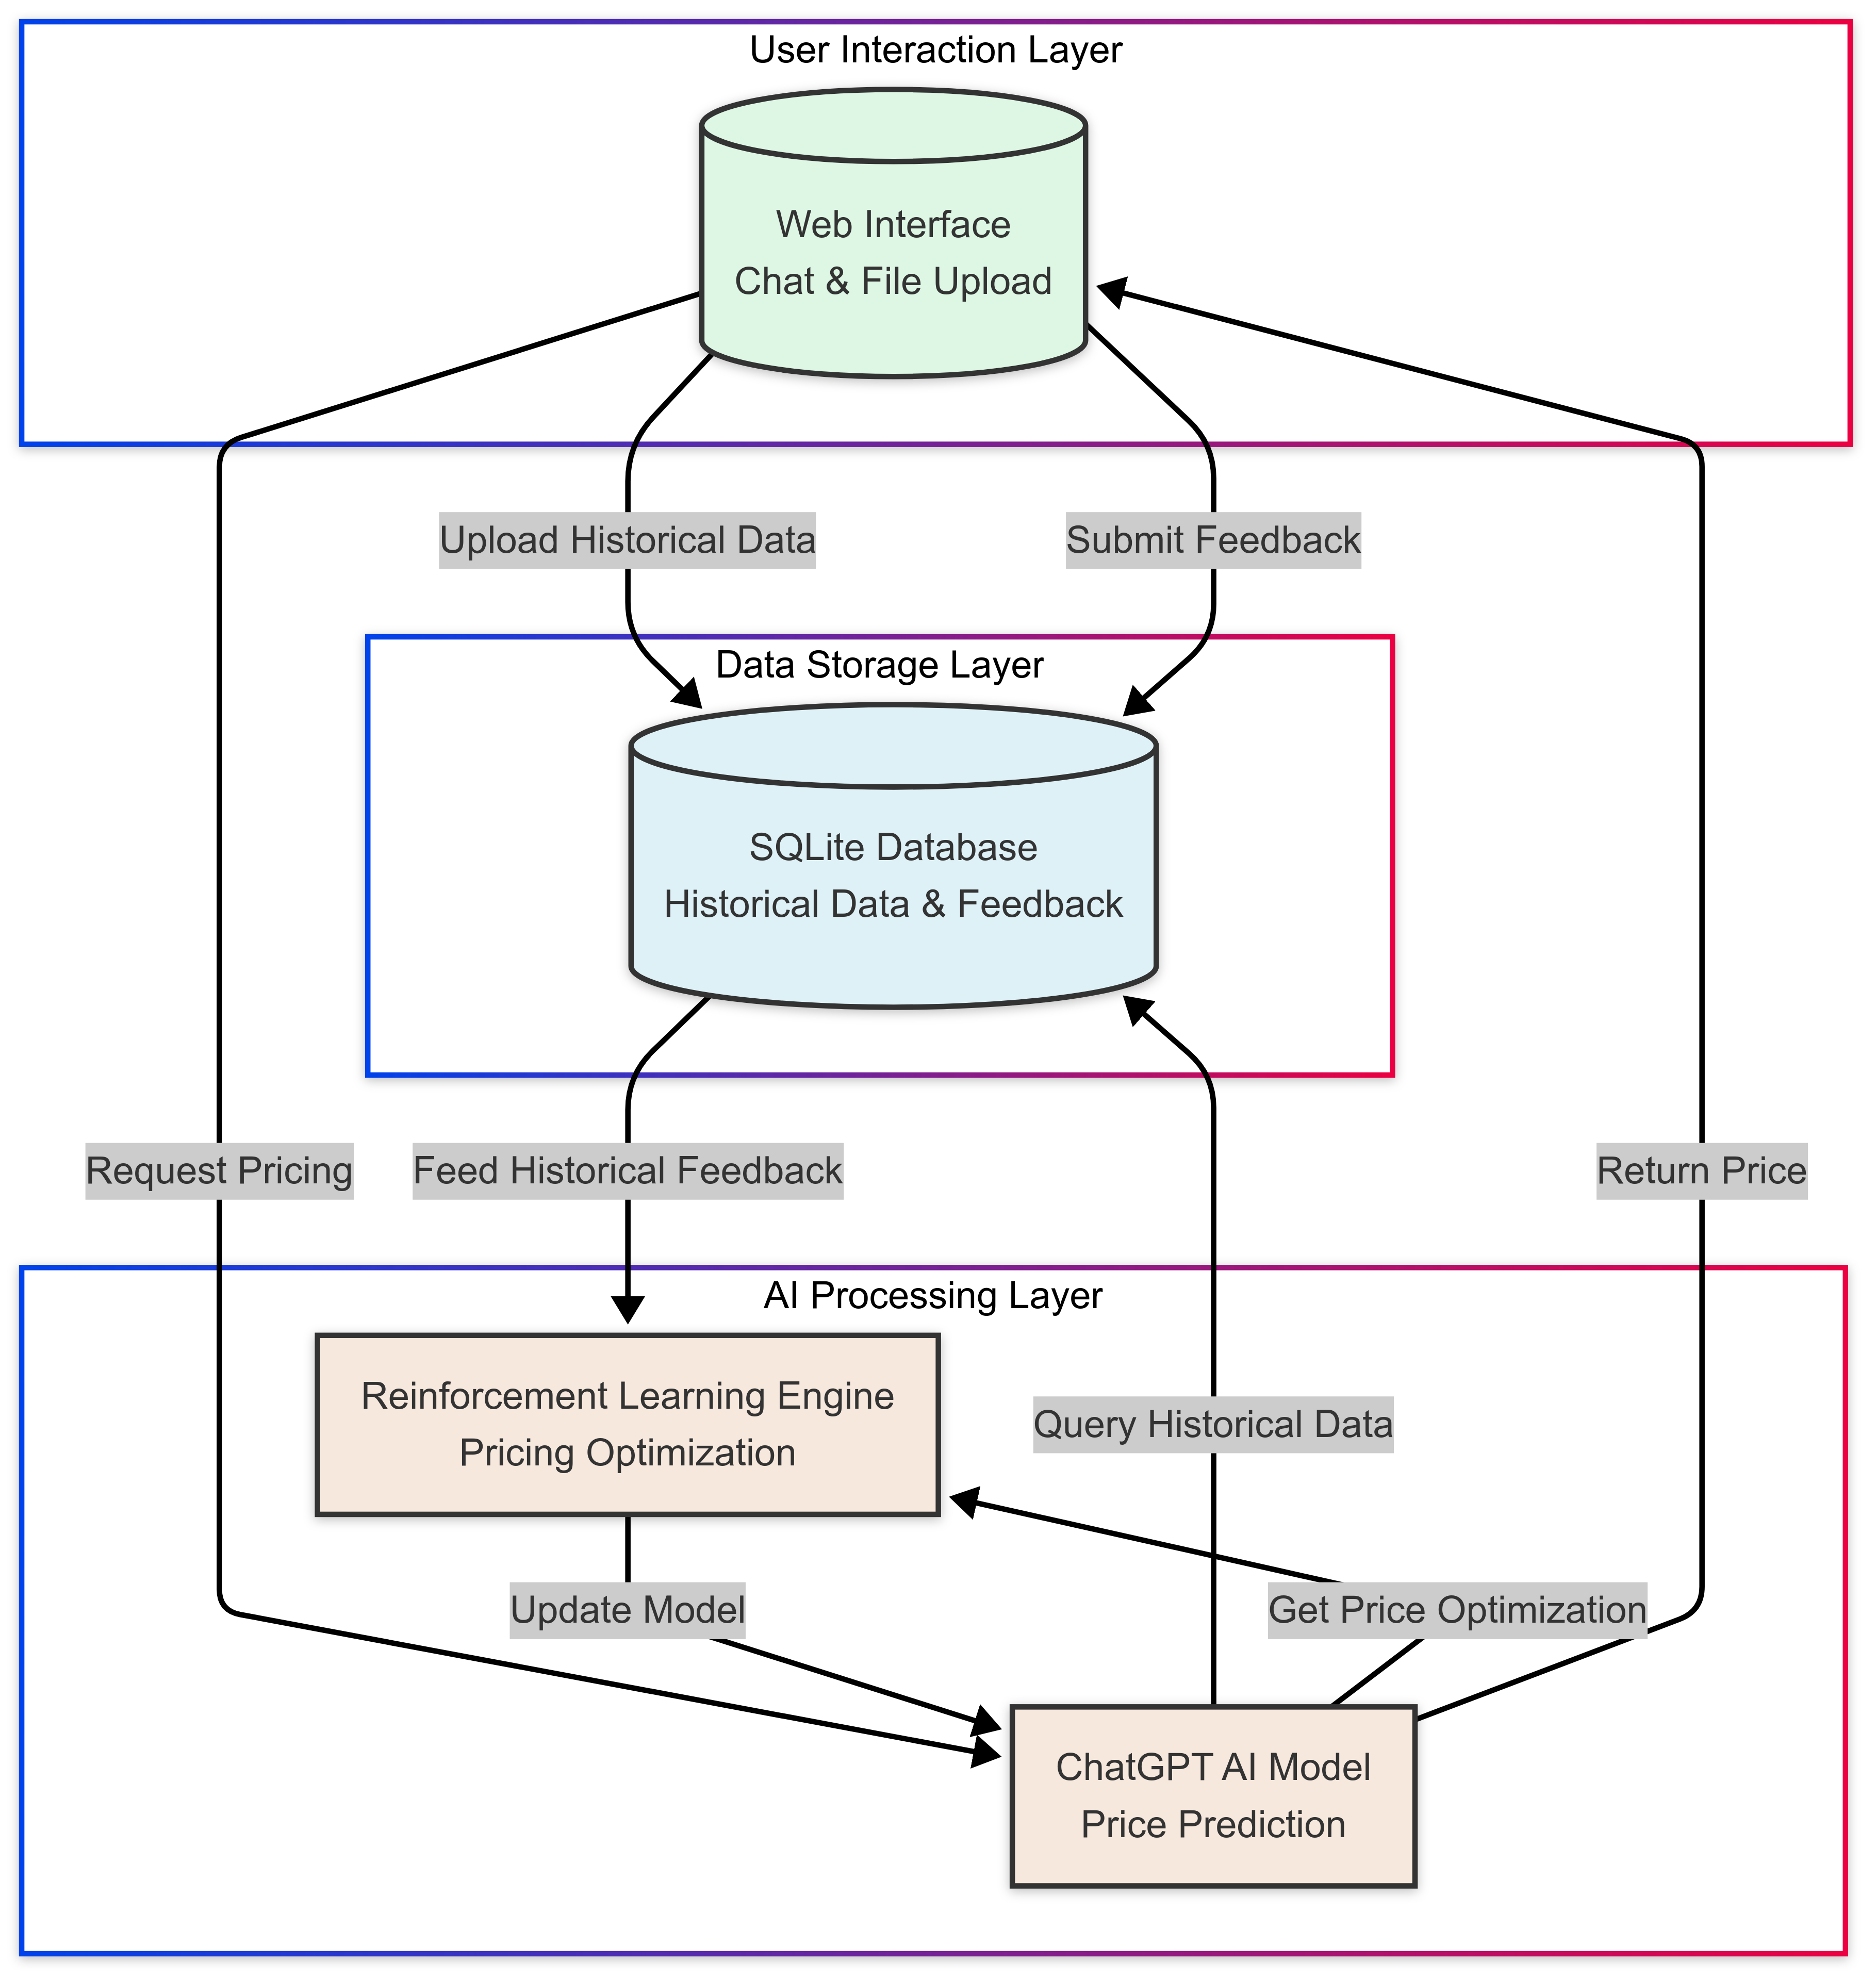 User Interaction Layer
Web Interface
Chat & File Upload
Upload Historical Data
Submit Feedback
Data Storage Layer
SQLite Database
Historical Data & Feedback
Request Pricing
Feed Historical Feedback
Return Price
AI Processing Layer
Reinforcement Learning Engine
Pricing Optimization
Query Historical Data
Update Model
Get Price Optimization
ChatGPT AI Model
Price Prediction